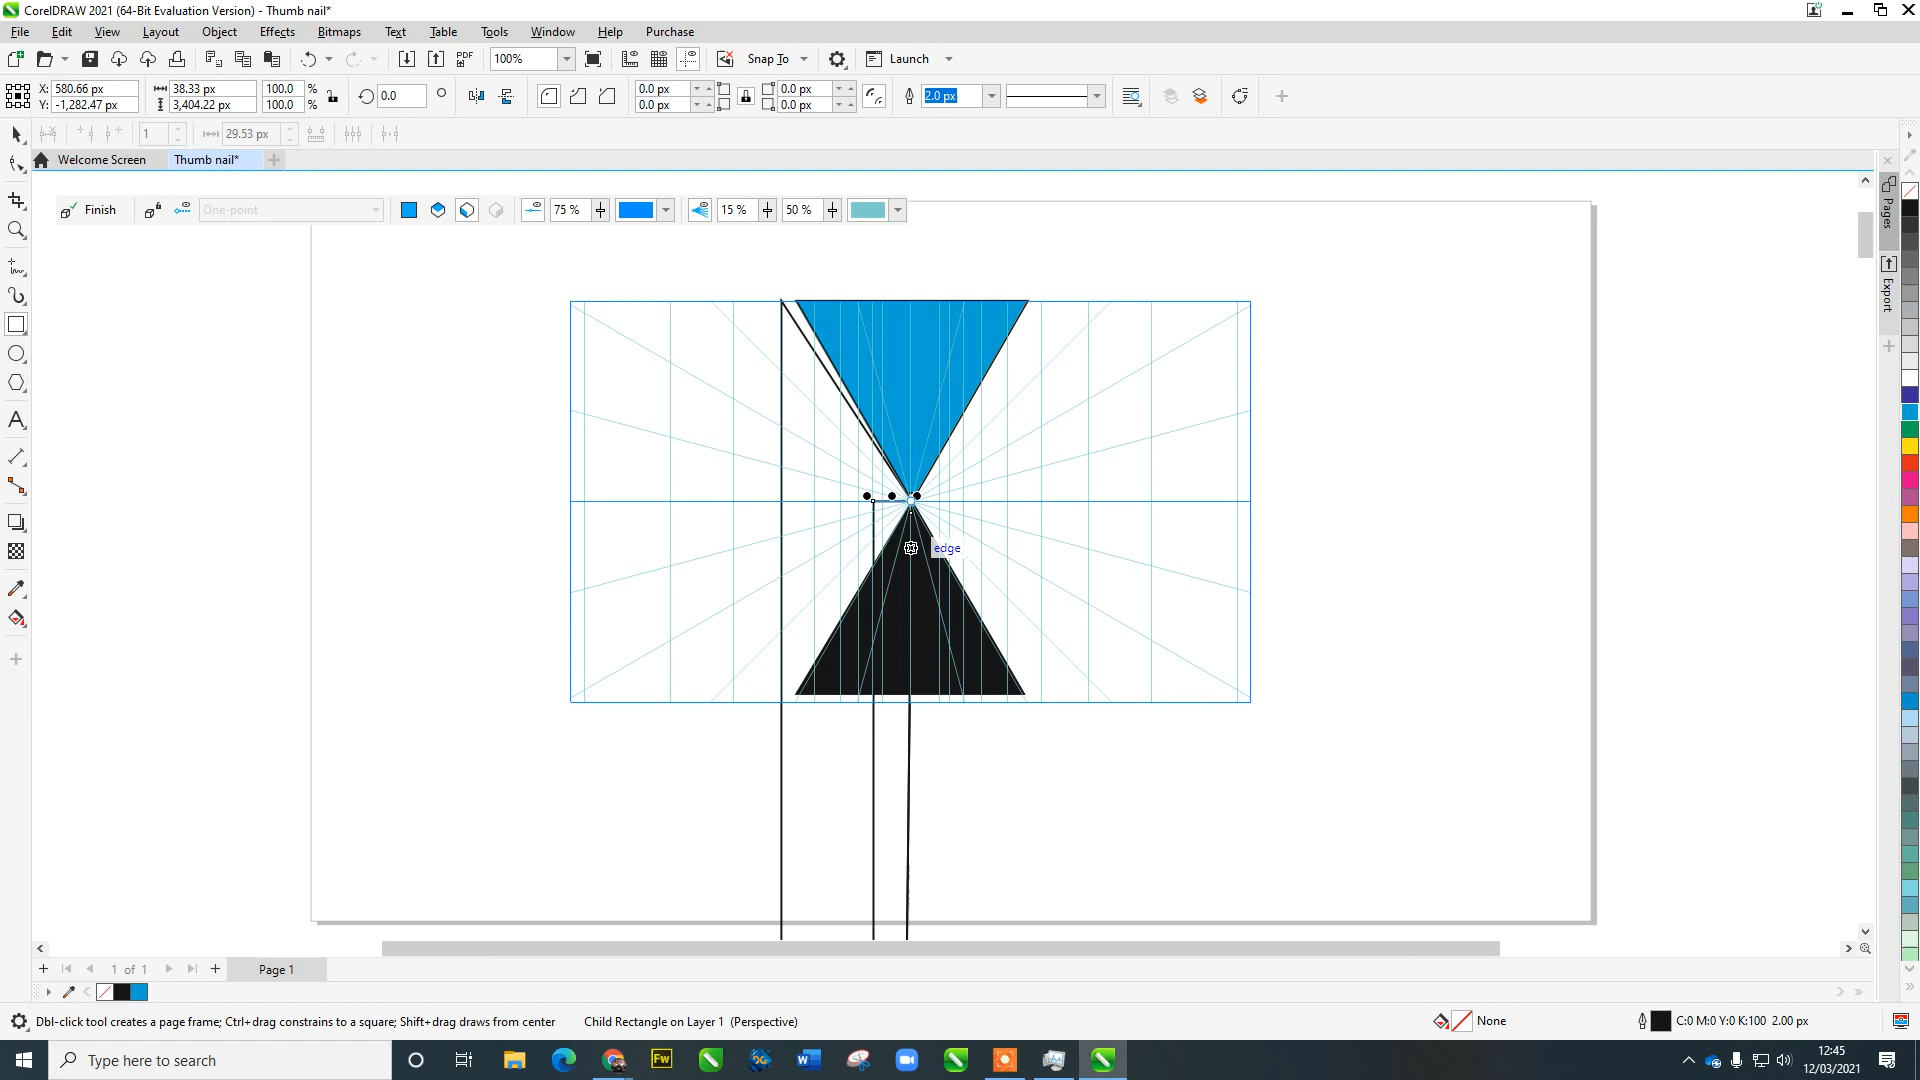 CorelDRAW 2021 (64-Bit Evaluation Version) - Thumb nail*
File Edit View Layout Object Effects Bitmaps Text Table Tools Window Help Purchase
PDF 100% Snap To Launch
X: 580.66 px 38.33 px 100.0 % 0.0 0.0 px 0.0 px 2.0 px
Y: -1,282.47 px 3,404.22 px 100.0 % 0.0 px 0.0 px
1 29.53 px
Welcome Screen Thumb nail*
Finish One-point 75 % 15 % 50 %
Pages
Export
edge
1 of 1 Page 1
Dbl-click tool creates a page frame; Ctrl+drag constrains to a square; Shift+drag draws from center Child Rectangle on Layer 1 (Perspective) None C:0 M:0 Y:0 K:100 2.00 px
Type here to search Fw 12:45
12/03/2021